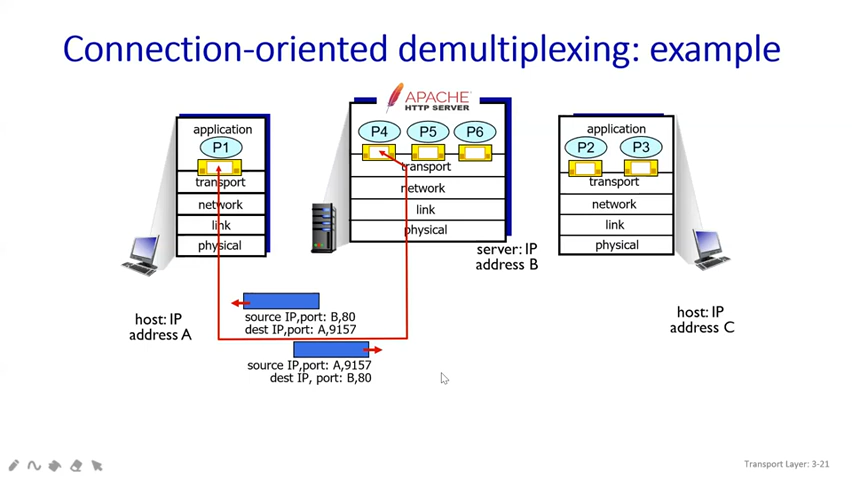 Connection-oriented demultiplexing: example
APACHE
HTTP SERVER
application
P1
transport
network
link
physical
P4
P5
P6
transport
network
link
physical
application
P2
P3
transport
network
link
physical
server: IP
address B
host: IP
address A
source IP,port: B,80
dest IP,port: A,9157
source IP,port: A,9157
dest IP, port: B,80
host: IP
address C
Transport Layer: 3-21